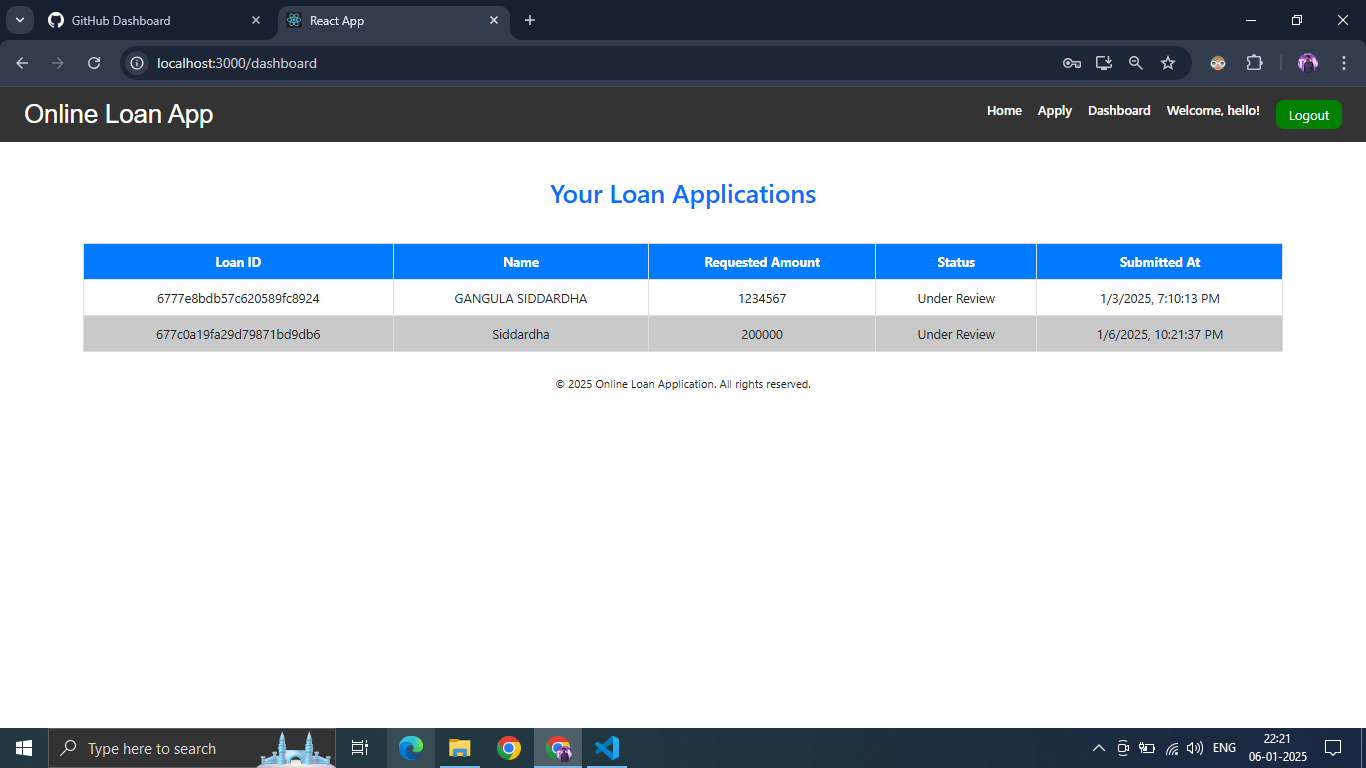 GitHub Dashboard
React App
localhost:3000/dashboard
Online Loan App
Home Apply Dashboard Welcome, hello! Logout
Your Loan Applications
Loan ID Name Requested Amount Status Submitted At
6777e8bdb57c620589fc8924 GANGULA SIDDARDHA 1234567 Under Review 1/3/2025, 7:10:13 PM
677c0a19fa29d79871bd9db6 Siddardha 200000 Under Review 1/6/2025, 10:21:37 PM
© 2025 Online Loan Application. All rights reserved.
Type here to search
ENG
22:21
06-01-2025